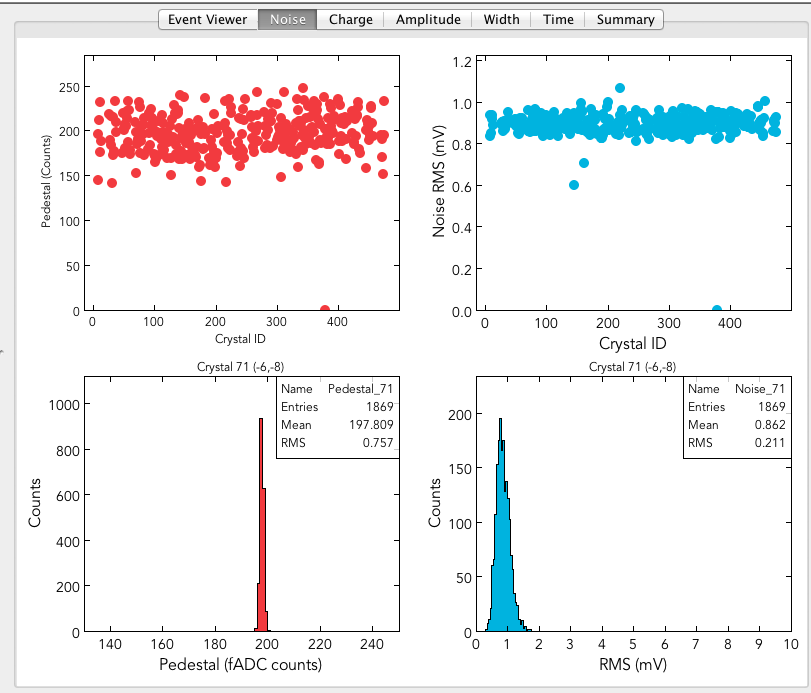 Event Viewer Noise Charge Amplitude Width Time Summary
Pedestal (Counts)
250
200
150
100
50
0
0 100 200 300 400
Crystal ID
Noise RMS (mV)
1.2
1.0
0.8
0.6
0.4
0.2
0.0
0 100 200 300 400
Crystal ID
Crystal 71 (-6,-8)
Name Pedestal_71
Entries 1869
Mean 197.809
RMS 0.757
Counts
1000
800
600
400
200
0
140 160 180 200 220 240
Pedestal (fADC counts)
Crystal 71 (-6,-8)
Name Noise_71
Entries 1869
Mean 0.862
RMS 0.211
Counts
200
150
100
50
0
0 1 2 3 4 5 6 7 8 9 10
RMS (mV)